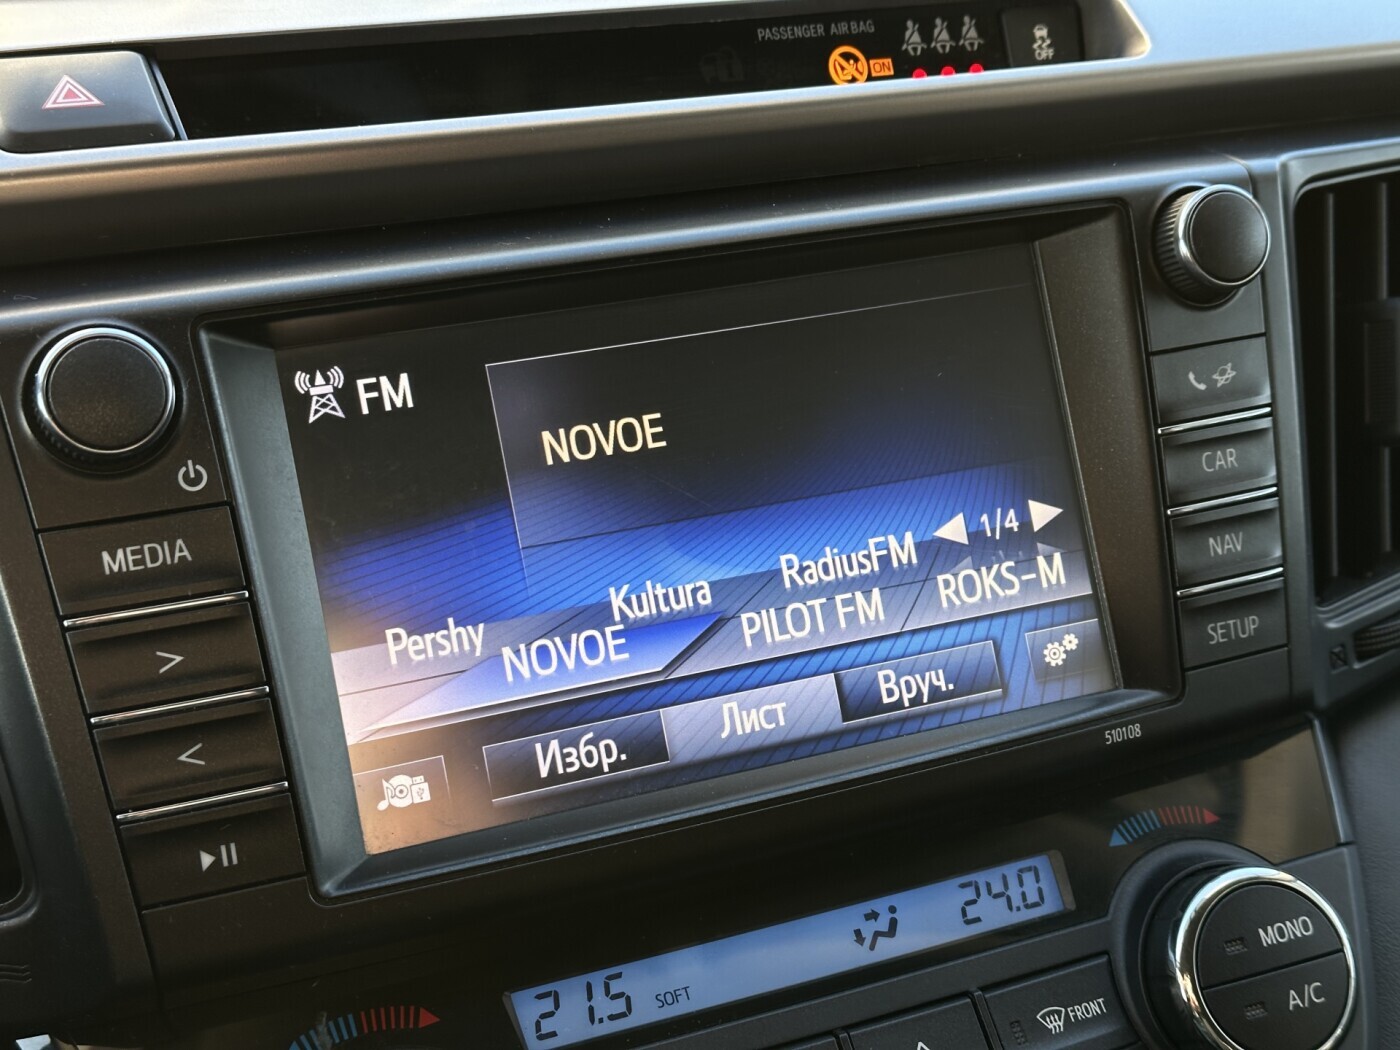 PASSENGER AIR BAG
ON
OFF
FM
NOVOE
1/4
Pershy
Kultura
RadiusFM
NOVOE
PILOT FM
ROKS-M
Избр.
Лист
Вруч.
MEDIA
>
<
CAR
NAV
SETUP
510108
21.5
SOFT
24.0
MONO
A/C
FRONT